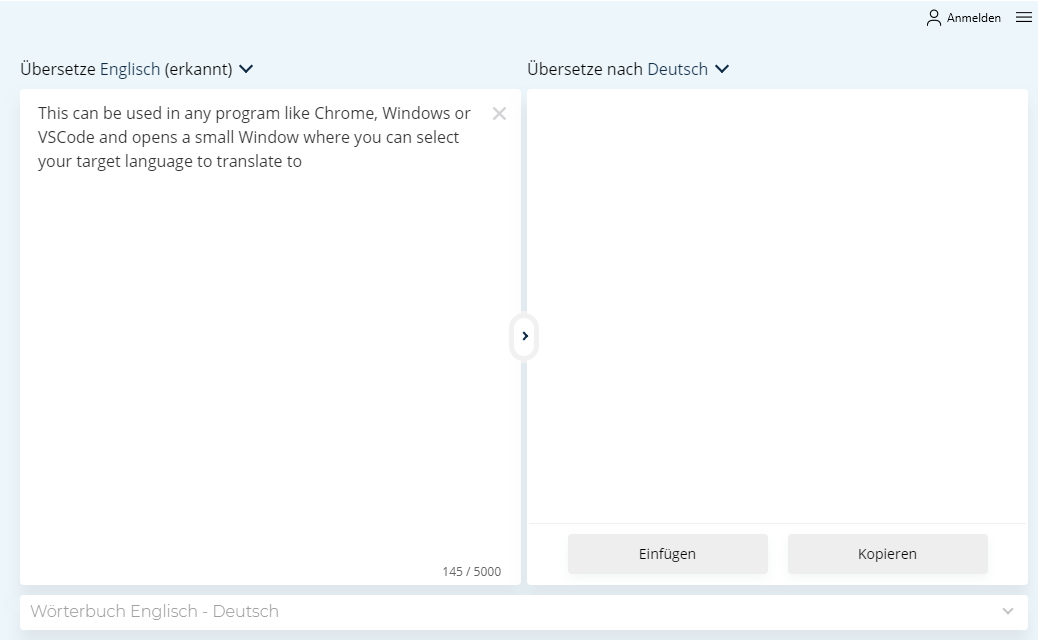 Anmelden
Übersetze Englisch (erkannt)
Übersetze nach Deutsch
This can be used in any program like Chrome, Windows or
VSCode and opens a small Window where you can select
your target language to translate to
145 / 5000
Einfügen
Kopieren
Wörterbuch Englisch - Deutsch